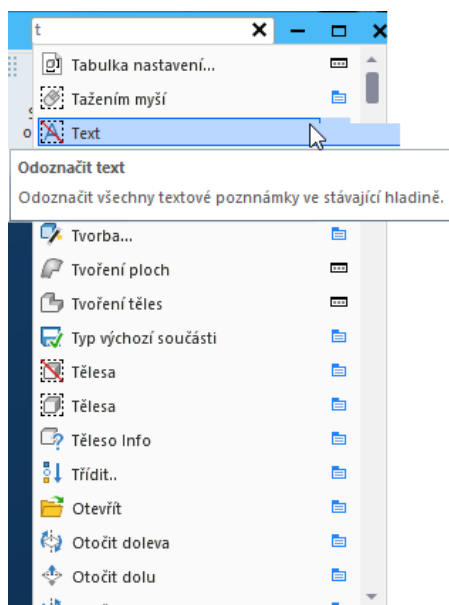 t
Tabulka nastavení...
Tažením myší
Text
Odoznačit text
Odoznačit všechny textové poznnámky ve stávající hladině.
Tvorba...
Tvoření ploch
Tvoření těles
Typ výchozí součásti
Tělesa
Tělesa
Těleso Info
Třídit..
Otevřít
Otočit doleva
Otočit dolu